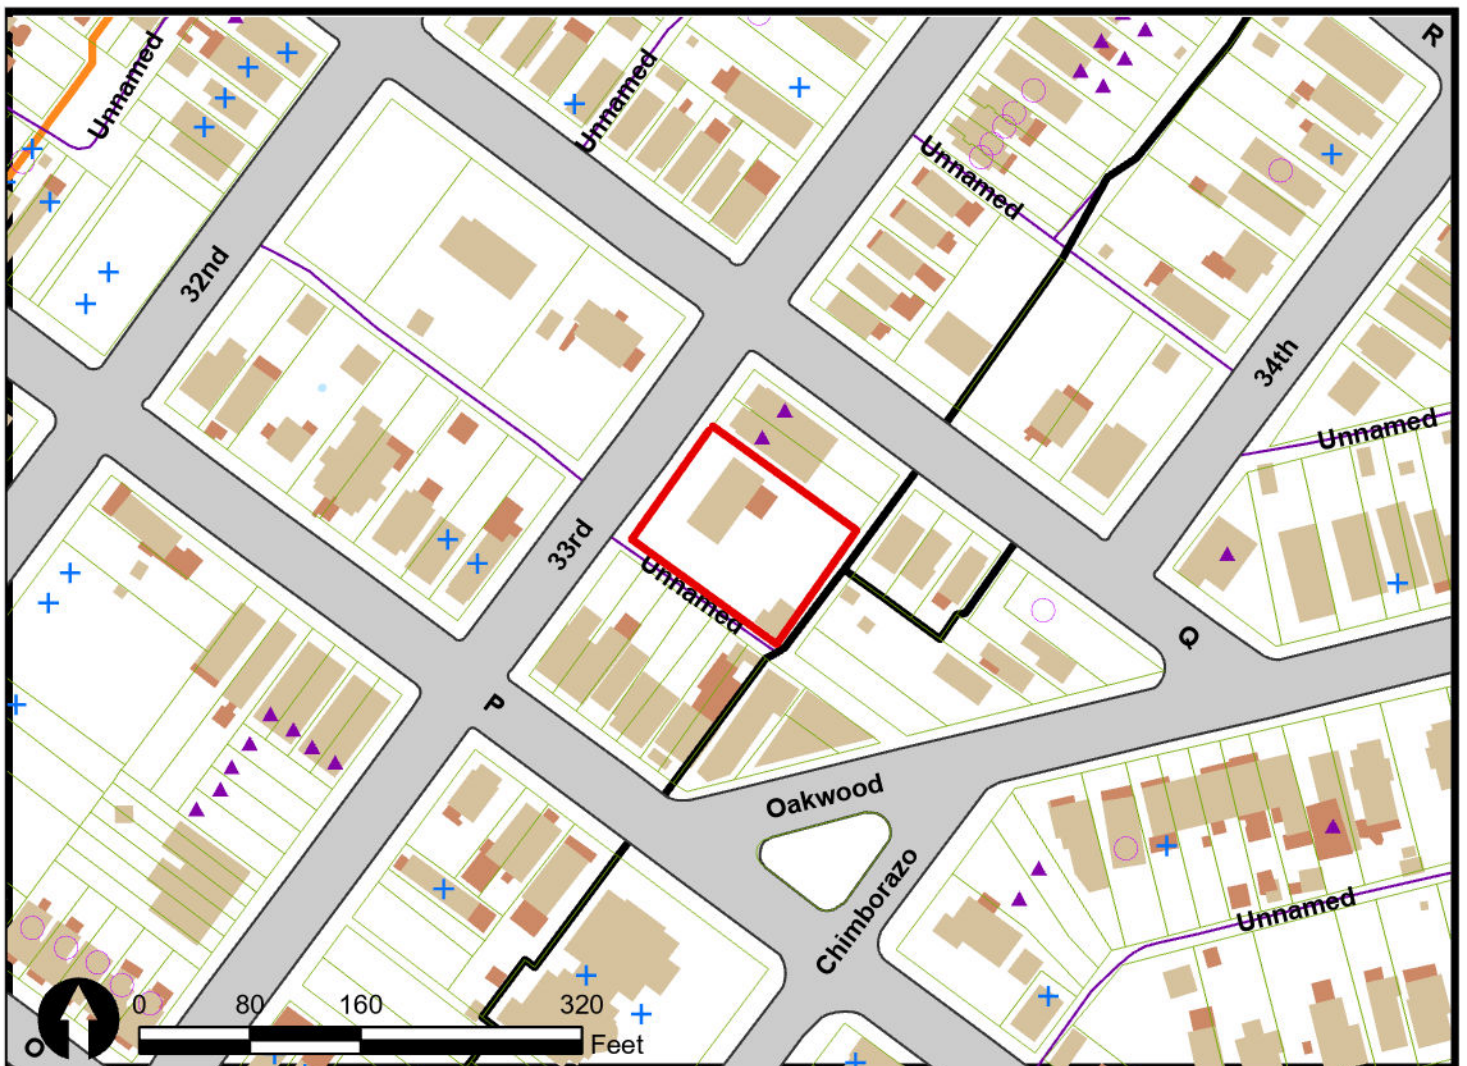 R
Unnamed
Unnamed
Unnamed
32nd
34th
Unnamed
33rd
Unnamed
Q
P
Oakwood
Chimborazo
Unnamed
0 80 160 320
Feet
O